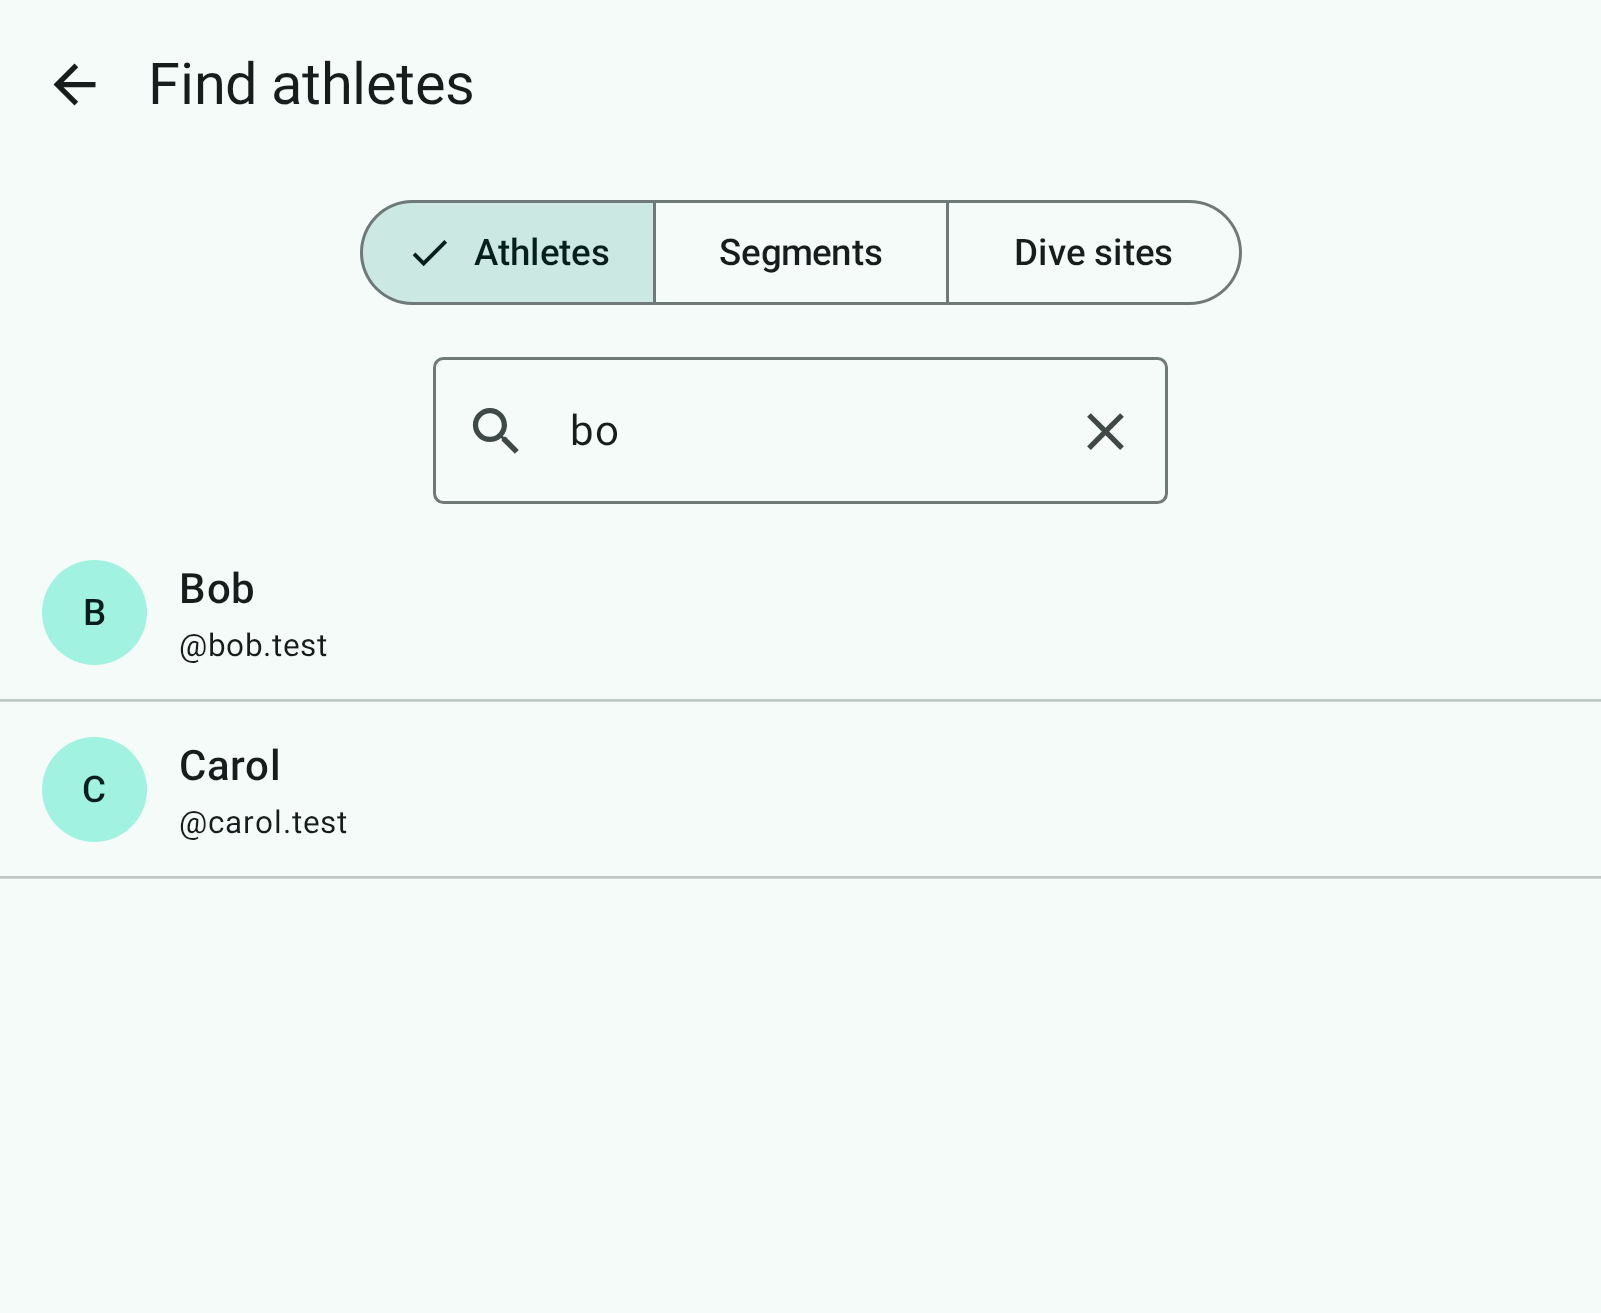 Find athletes
Athletes
Segments
Dive sites
bo
B
Bob
@bob.test
C
Carol
@carol.test